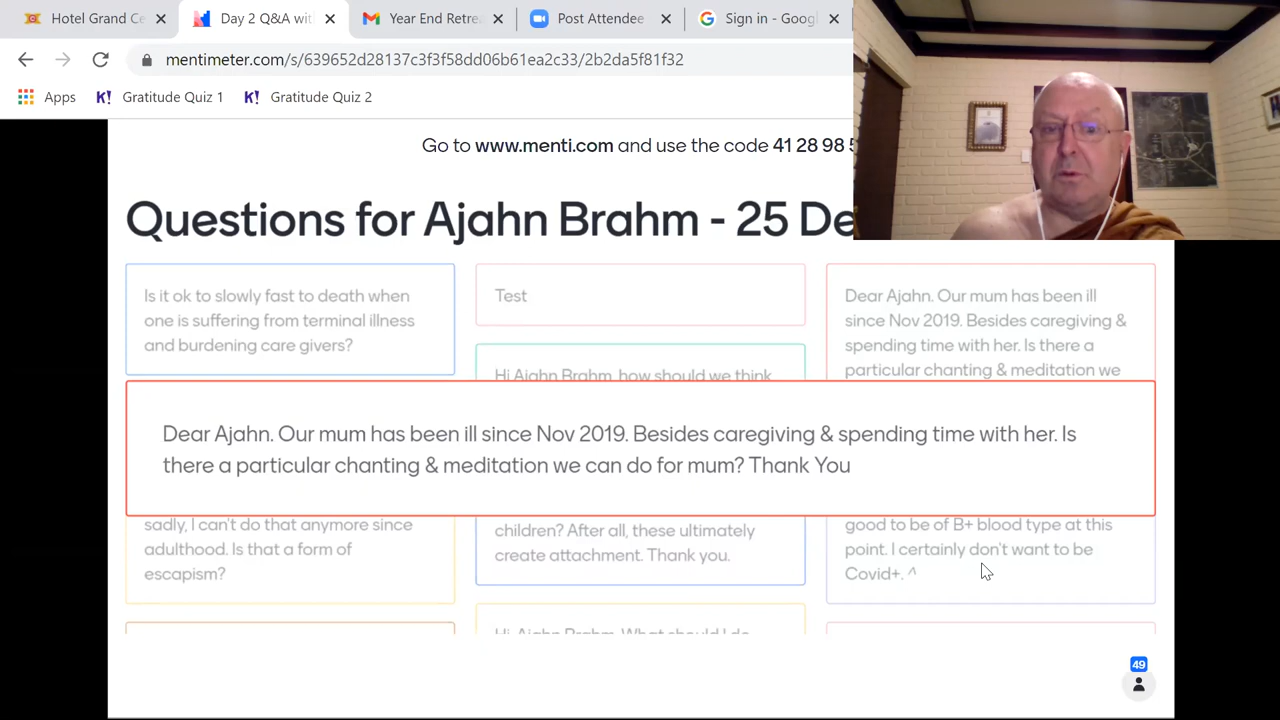 Hotel Grand Ce
Day 2 Q&A wit
Year End Retre
Post Attendee
Sign in - Googl
mentimeter.com/s/639652d28137c3f3f58dd06b61ea2c33/2b2da5f81f32
Apps
Gratitude Quiz 1
Gratitude Quiz 2
Go to www.menti.com and use the code 41 28 98 5
Questions for Ajahn Brahm - 25 De
Is it ok to slowly fast to death when
one is suffering from terminal illness
and burdening care givers?
Test
Hi Ajahn Brahm, how should we think
Dear Ajahn. Our mum has been ill
since Nov 2019. Besides caregiving &
spending time with her. Is there a
particular chanting & meditation we
Dear Ajahn. Our mum has been ill since Nov 2019. Besides caregiving & spending time with her. Is
there a particular chanting & meditation we can do for mum? Thank You
sadly, I can't do that anymore since
adulthood. Is that a form of
escapism?
children? After all, these ultimately
create attachment. Thank you.
Hi, Ajahn Brahm. What should I do
good to be of B+ blood type at this
point. I certainly don't want to be
Covid+. ^
49